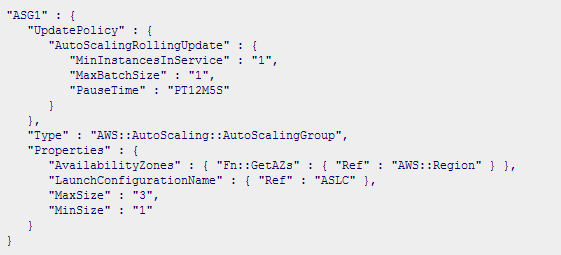 "ASG1" : {
"UpdatePolicy" : {
"AutoScalingRollingUpdate" : {
"MinInstancesInService" : "1",
"MaxBatchSize" : "1",
"PauseTime" : "PT12M5S"
}
},
"Type" : "AWS::AutoScaling::AutoScalingGroup",
"Properties" : {
"AvailabilityZones" : { "Fn::GetAZs" : { "Ref" : "AWS::Region" } },
"LaunchConfigurationName" : { "Ref" : "ASLC" },
"MaxSize" : "3",
"MinSize" : "1"
}
}